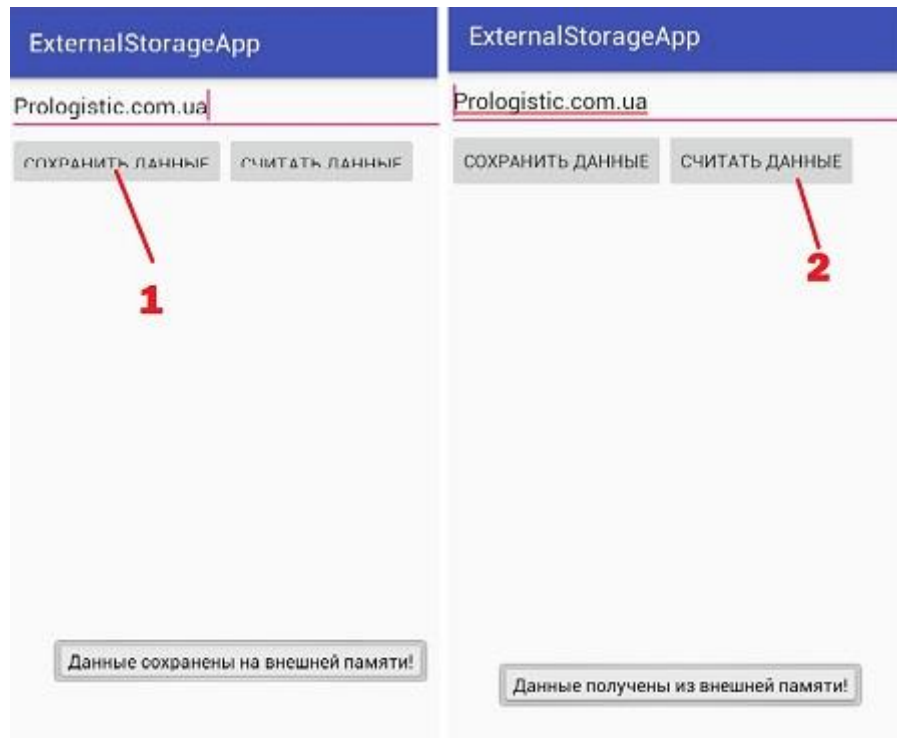 ExternalStorageApp
Prologistic.com.ua
СОХРАНИТЬ ДАННЫЕ СЧИТАТЬ ДАННЫЕ
1
Данные сохранены на внешней памяти!
ExternalStorageApp
Prologistic.com.ua
СОХРАНИТЬ ДАННЫЕ СЧИТАТЬ ДАННЫЕ
2
Данные получены из внешней памяти!